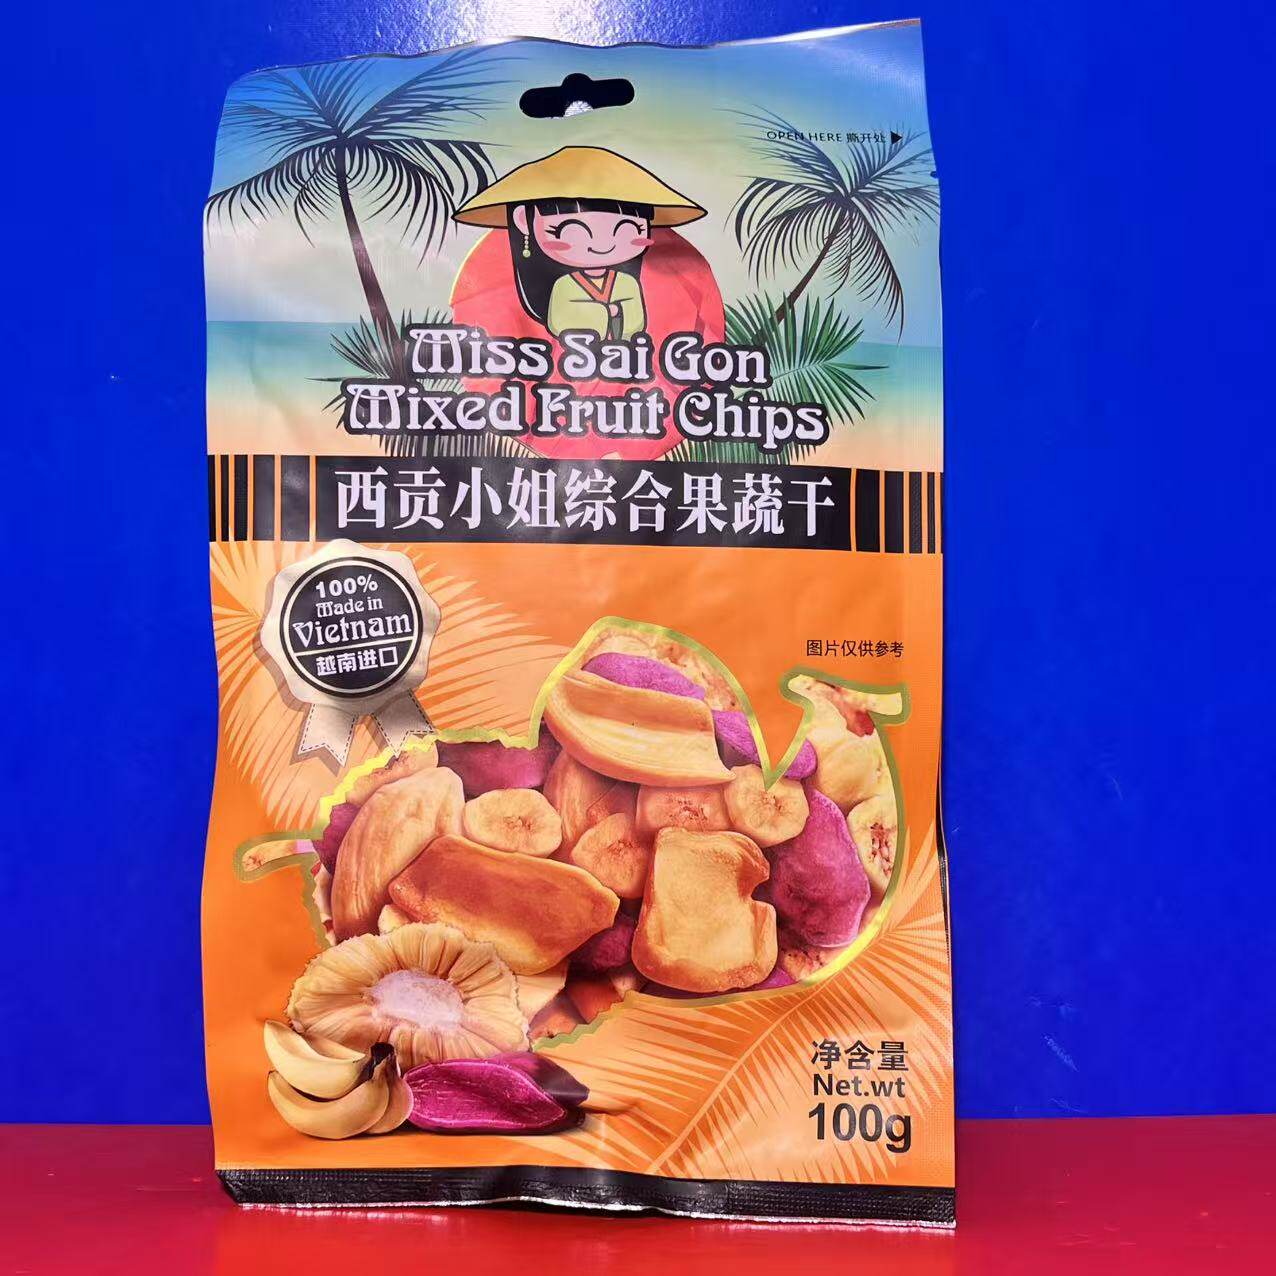 OPEN HERE 撕开处
Miss Sai Gon
Mixed Fruit Chips
西贡小姐综合果蔬干
100%
Made in
Vietnam
越南进口
图片仅供参考
净含量
Net.wt
100g